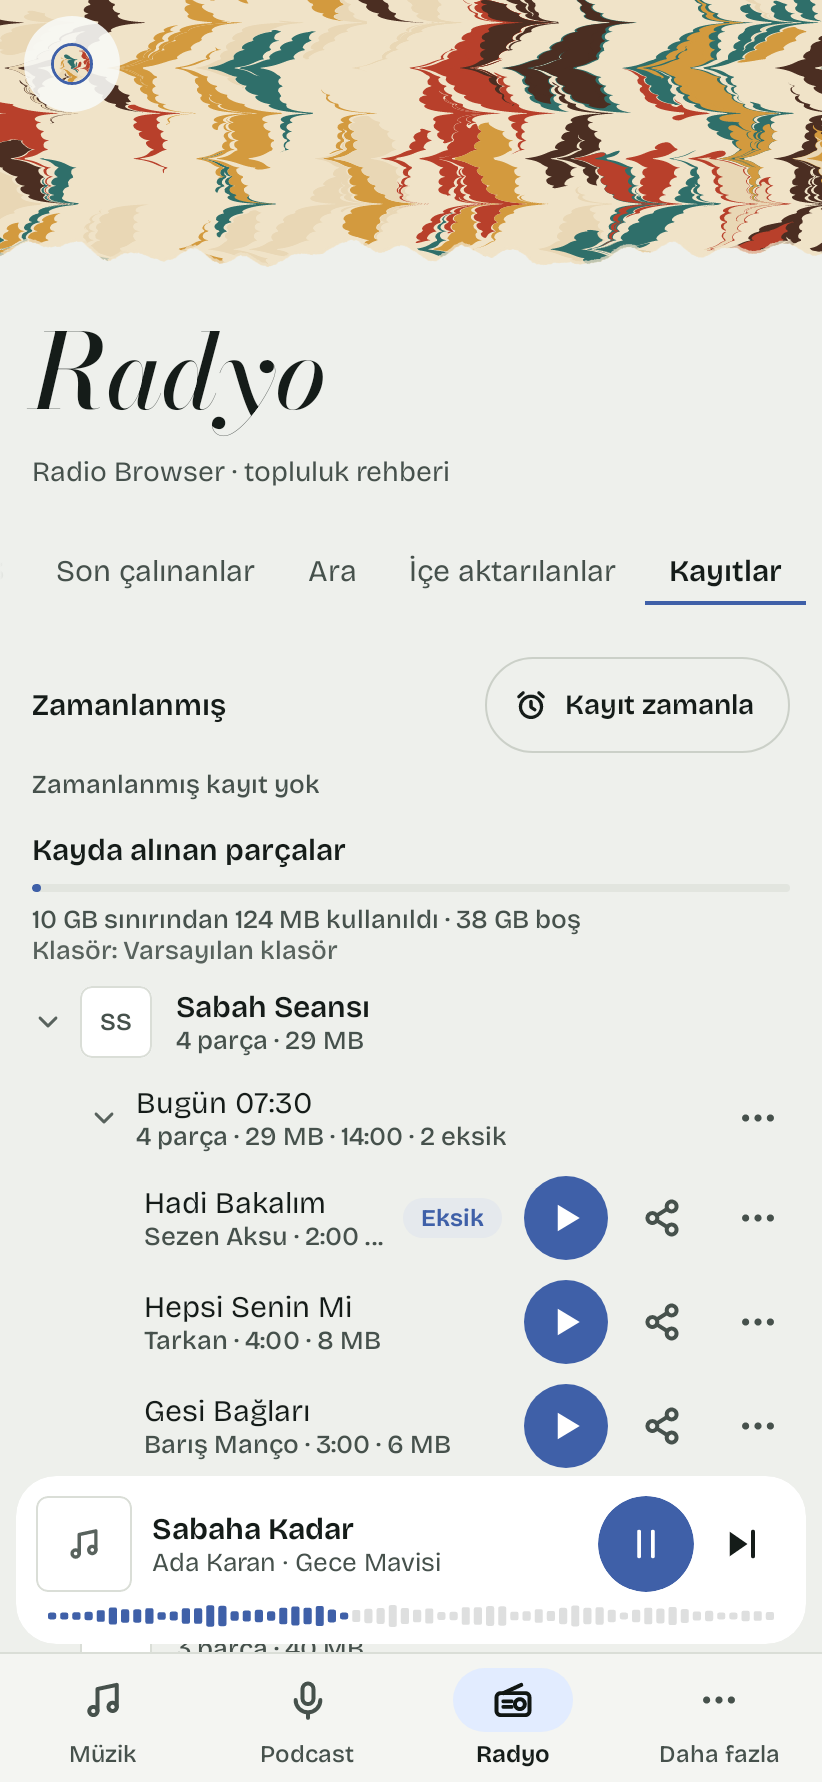 Radyo
Radio Browser · topluluk rehberi
Son çalınanlar
Ara
İçe aktarılanlar
Kayıtlar
Zamanlanmış
Kayıt zamanla
Zamanlanmış kayıt yok
Kayda alınan parçalar
10 GB sınırından 124 MB kullanıldı · 38 GB boş
Klasör: Varsayılan klasör
SS
Sabah Seansı
4 parça · 29 MB
Bugün 07:30
4 parça · 29 MB · 14:00 · 2 eksik
Hadi Bakalım
Sezen Aksu · 2:00 ...
Eksik
Hepsi Senin Mi
Tarkan · 4:00 · 8 MB
Gesi Bağları
Barış Manço · 3:00 · 6 MB
Sabaha Kadar
Ada Karan · Gece Mavisi
3 parça · 40 MB
Müzik
Podcast
Radyo
Daha fazla